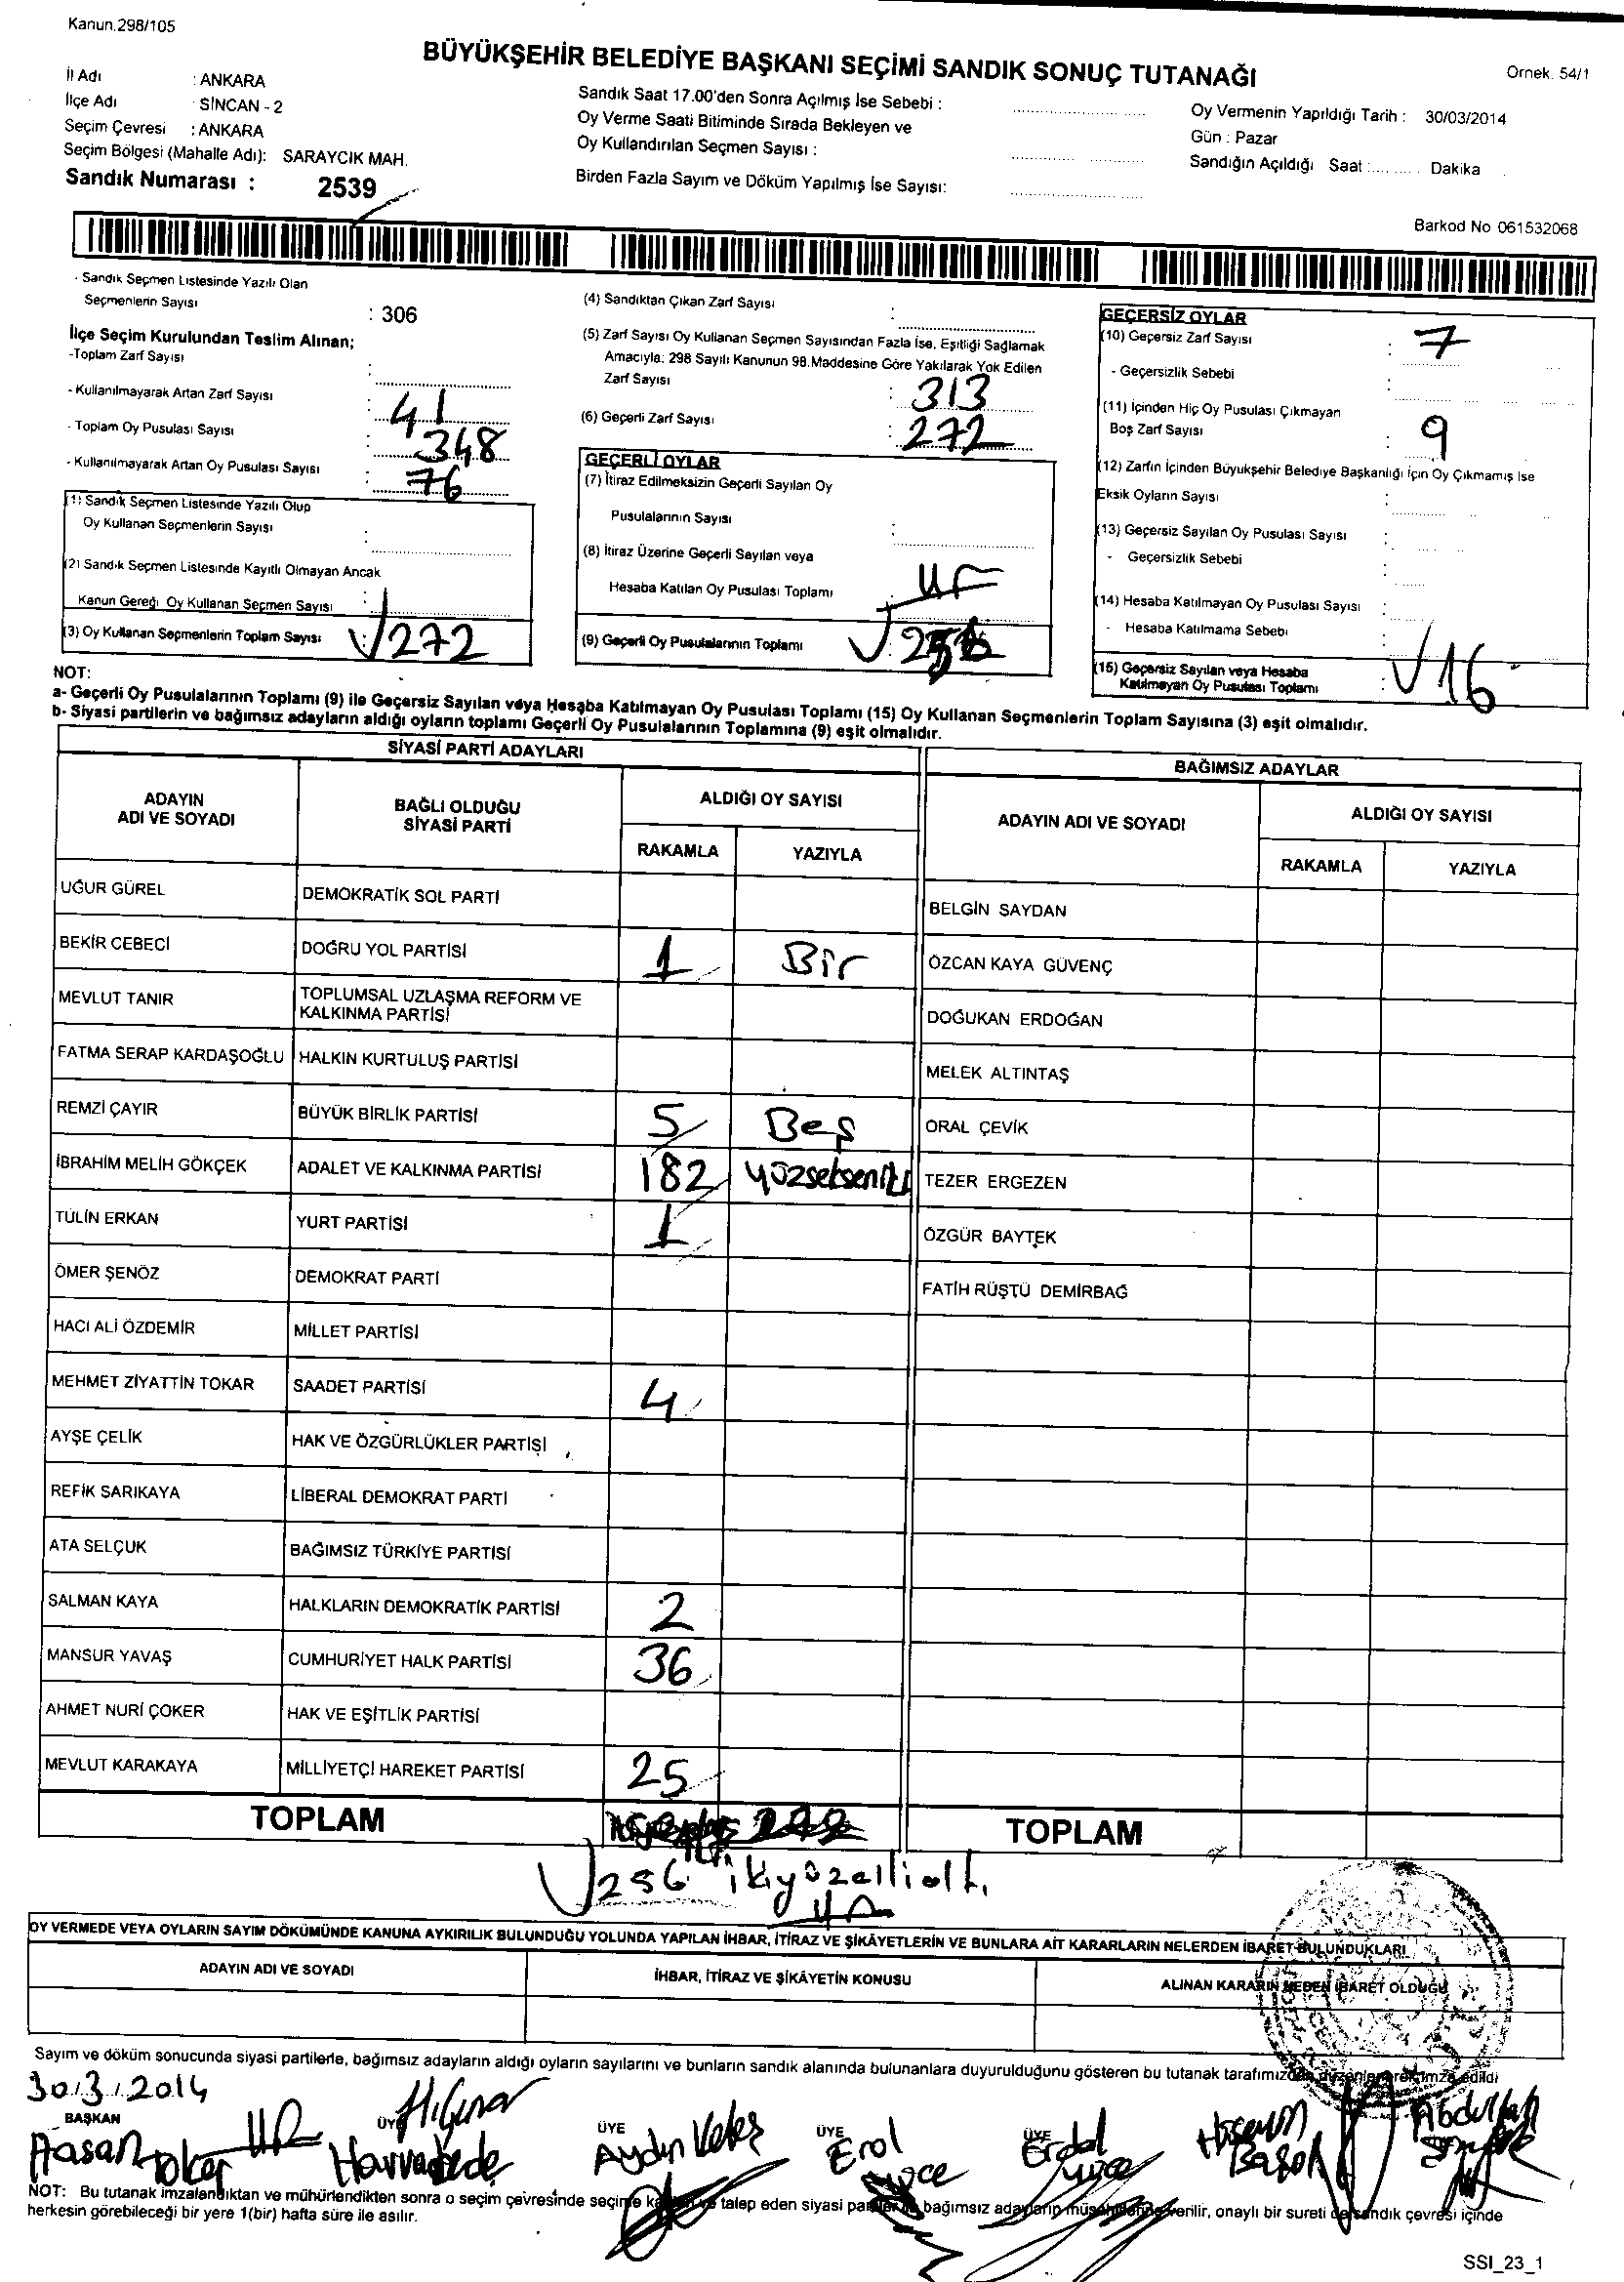 Kanun.298/105
BÜYÜKŞEHİR BELEDİYE BAŞKANI SEÇİMİ SANDIK SONUÇ TUTANAĞI
Ornek. 54/1
İl Adı : ANKARA
İlçe Adı SİNCAN - 2
Seçim Çevresi : ANKARA
Seçim Bölgesi (Mahalle Adı): SARAYCIK MAH.
Sandık Numarası : 2539
Sandık Saat 17.00'den Sonra Açılmış İse Sebebi :
Oy Verme Saati Bitiminde Sırada Bekleyen ve
Oy Kullandırılan Seçmen Sayısı :
Birden Fazla Sayım ve Döküm Yapılmış İse Sayısı:
Oy Vermenin Yapıldığı Tarih : 30/03/2014
Gün : Pazar
Sandığın Açıldığı Saat :.... ..... Dakika
Barkod No 061532068
- Sandık Seçmen Listesinde Yazılı Olan
Seçmenlerin Sayısı : 306
İlçe Seçim Kurulundan Teslim Alınan;
-Toplam Zarf Sayısı :
- Kullanılmayarak Artan Zarf Sayısı : 41
- Toplam Oy Pusulası Sayısı : 348
- Kullanılmayarak Artan Oy Pusulası Sayısı : 76
(1) Sandık Seçmen Listesinde Yazılı Olup
Oy Kullanan Seçmenlerin Sayısı :
(2) Sandık Seçmen Listesinde Kayıtlı Olmayan Ancak
Kanun Gereği Oy Kullanan Seçmen Sayısı :
(3) Oy Kullanan Seçmenlerin Toplam Sayısı : 272
(4) Sandıktan Çıkan Zarf Sayısı :
(5) Zarf Sayısı Oy Kullanan Seçmen Sayısından Fazla İse, Eşitliği Sağlamak
Amacıyla; 298 Sayılı Kanunun 98.Maddesine Göre Yakılarak Yok Edilen
Zarf Sayısı : 313
(6) Geçerli Zarf Sayısı : 272
GEÇERLİ OYLAR
(7) İtiraz Edilmeksizin Geçerli Sayılan Oy
Pusulalarının Sayısı :
(8) İtiraz Üzerine Geçerli Sayılan veya
Hesaba Katılan Oy Pusulası Toplamı
(9) Geçerli Oy Pusulalarının Toplamı
GEÇERSİZ OYLAR
(10) Geçersiz Zarf Sayısı : 7
- Geçersizlik Sebebi :
(11) İçinden Hiç Oy Pusulası Çıkmayan
Boş Zarf Sayısı : 9
(12) Zarfın İçinden Büyükşehir Belediye Başkanlığı İçin Oy Çıkmamış İse
Eksik Oyların Sayısı :
(13) Geçersiz Sayılan Oy Pusulası Sayısı :
- Geçersizlik Sebebi :
(14) Hesaba Katılmayan Oy Pusulası Sayısı :
- Hesaba Katılmama Sebebi :
(15) Geçersiz Sayılan veya Hesaba
Katılmayan Oy Pusulası Toplamı : 16
NOT:
a- Geçerli Oy Pusulalarının Toplamı (9) ile Geçersiz Sayılan veya Hesaba Katılmayan Oy Pusulası Toplamı (15) Oy Kullanan Seçmenlerin Toplam Sayısına (3) eşit olmalıdır.
b- Siyasi partilerin ve bağımsız adayların aldığı oyların toplamı Geçerli Oy Pusulalarının Toplamına (9) eşit olmalıdır.
SİYASİ PARTİ ADAYLARI
BAĞIMSIZ ADAYLAR
ADAYIN ADI VE SOYADI
BAĞLI OLDUĞU SİYASİ PARTİ
ALDIĞI OY SAYISI
RAKAMLA YAZIYLA
ADAYIN ADI VE SOYADI
ALDIĞI OY SAYISI
RAKAMLA YAZIYLA
UĞUR GÜREL DEMOKRATİK SOL PARTİ BELGİN SAYDAN
BEKİR CEBECİ DOĞRU YOL PARTİSİ 1 Bir ÖZCAN KAYA GÜVENÇ
MEVLUT TANIR TOPLUMSAL UZLAŞMA REFORM VE KALKINMA PARTİSİ DOĞUKAN ERDOĞAN
FATMA SERAP KARDAŞOĞLU HALKIN KURTULUŞ PARTİSİ MELEK ALTINTAŞ
REMZİ ÇAYIR BÜYÜK BİRLİK PARTİSİ 5 Beş ORAL ÇEVİK
İBRAHİM MELİH GÖKÇEK ADALET VE KALKINMA PARTİSİ 182 yüzsekseniki TEZER ERGEZEN
TÜLİN ERKAN YURT PARTİSİ 1 ÖZGÜR BAYTEK
ÖMER ŞENÖZ DEMOKRAT PARTİ FATİH RÜŞTÜ DEMİRBAĞ
HACI ALİ ÖZDEMİR MİLLET PARTİSİ
MEHMET ZİYATTİN TOKAR SAADET PARTİSİ 4
AYŞE ÇELİK HAK VE ÖZGÜRLÜKLER PARTİSİ
REFİK SARIKAYA LİBERAL DEMOKRAT PARTİ
ATA SELÇUK BAĞIMSIZ TÜRKİYE PARTİSİ
SALMAN KAYA HALKLARIN DEMOKRATİK PARTİSİ 2
MANSUR YAVAŞ CUMHURİYET HALK PARTİSİ 36
AHMET NURİ ÇOKER HAK VE EŞİTLİK PARTİSİ
MEVLUT KARAKAYA MİLLİYETÇİ HAREKET PARTİSİ 25
TOPLAM TOPLAM
256 ikiyüzellialtı
OY VERMEDE VEYA OYLARIN SAYIM DÖKÜMÜNDE KANUNA AYKIRILIK BULUNDUĞU YOLUNDA YAPILAN İHBAR, İTİRAZ VE ŞİKÂYETLERİN VE BUNLARA AİT KARARLARIN NELERDEN İBARET BULUNDUKLARI
ADAYIN ADI VE SOYADI İHBAR, İTİRAZ VE ŞİKÂYETİN KONUSU ALINAN KARARIN NEDEN İBARET OLDUĞU
Sayım ve döküm sonucunda siyasi partilerle, bağımsız adayların aldığı oyların sayılarını ve bunların sandık alanında bulunanlara duyurulduğunu gösteren bu tutanak tarafımızdan düzenlenerek imza edildi
30/3/2014
BAŞKAN ÜYE ÜYE ÜYE ÜYE
Hasan Toker Aydın Keleş Erol Yüce Erdal Yüce Hüseyin Abdullah
NOT: Bu tutanak imzalandıktan ve mühürlendikten sonra o seçim çevresinde seçime katılan ve talep eden siyasi partiler ile bağımsız adayların müşahitlerine verilir, onaylı bir sureti de sandık çevresi içinde
herkesin görebileceği bir yere 1(bir) hafta süre ile asılır.
SSI_23_1